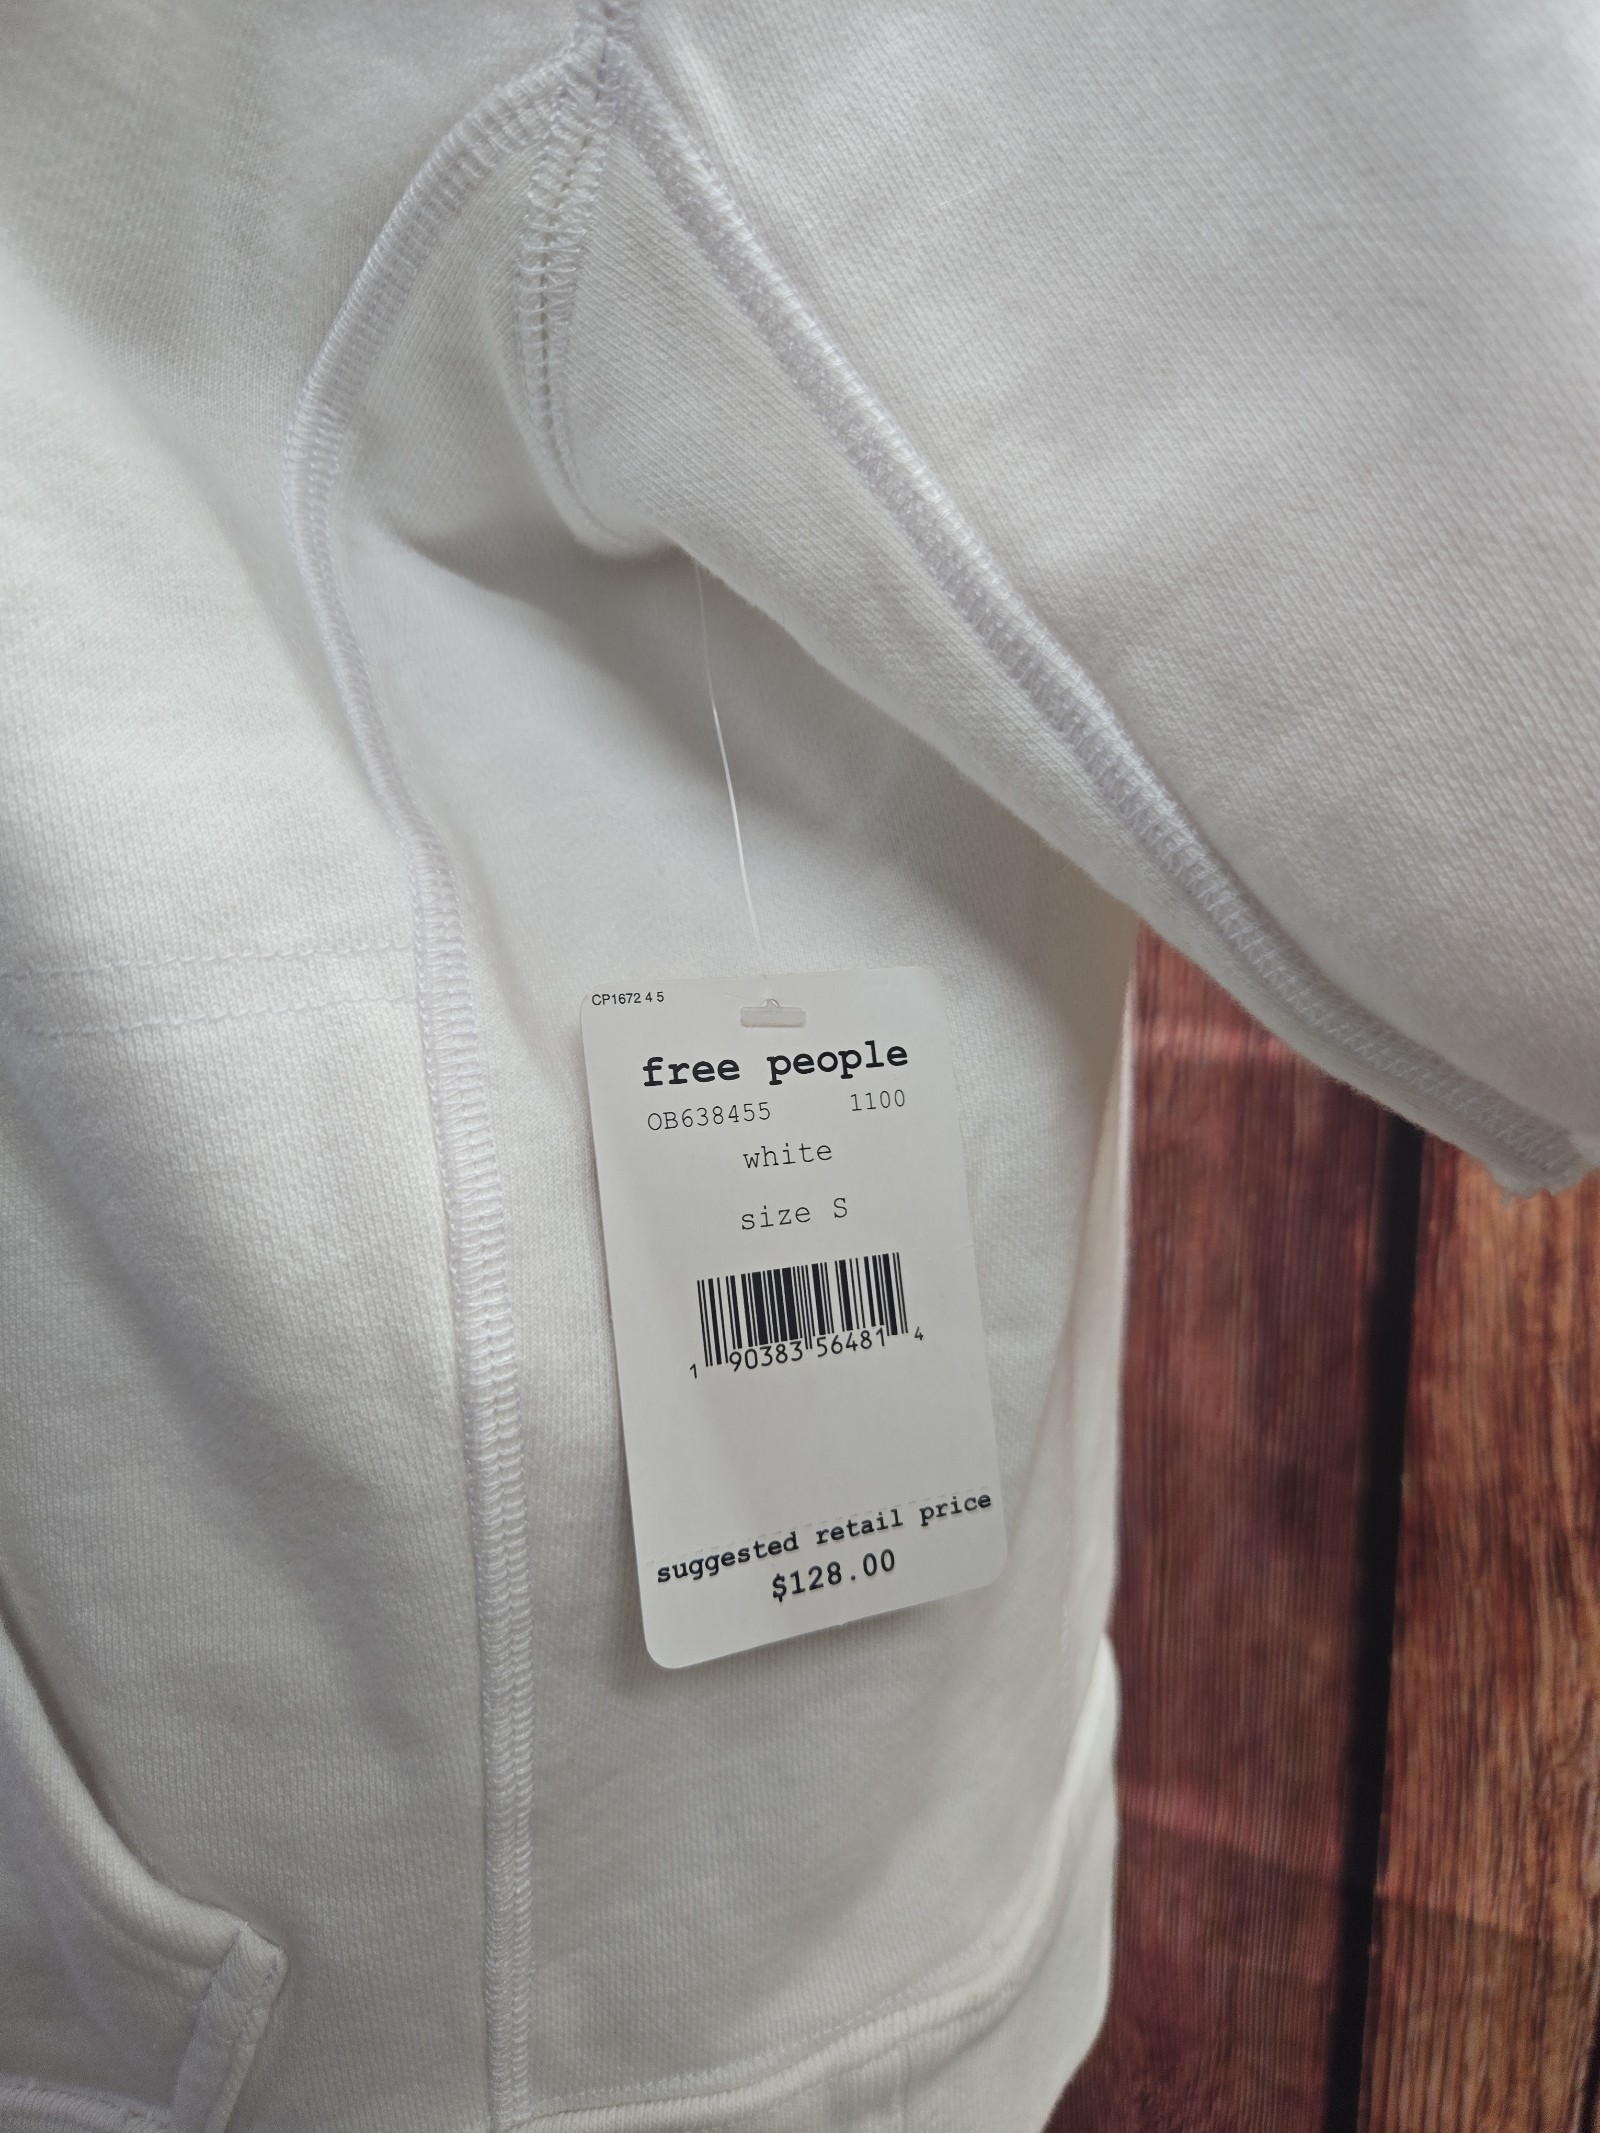 CP1672 4 5
free people
OB638455 1100
white
size S
1 90383 56481 4
suggested retail price
$128.00